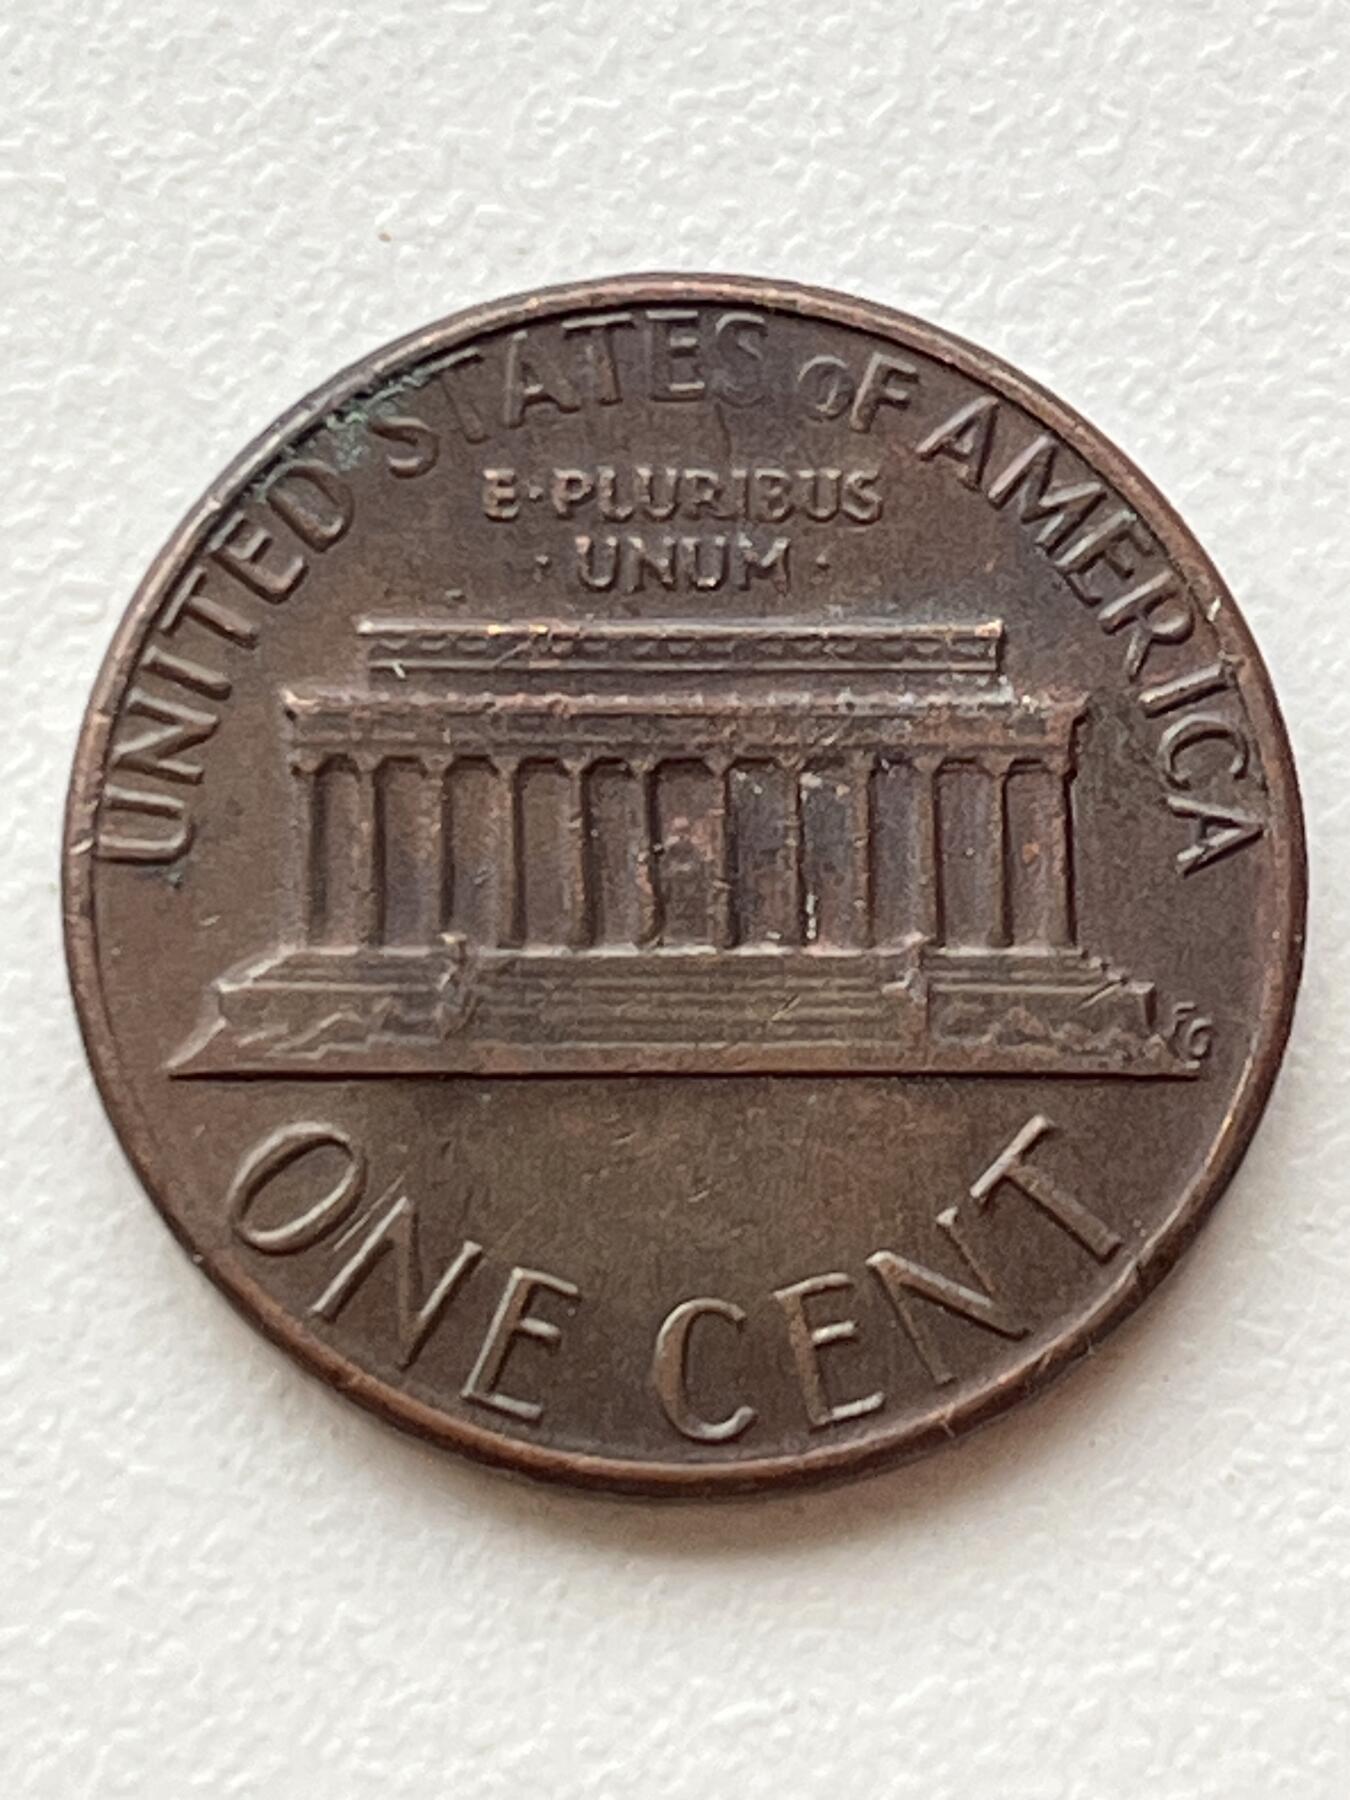 UNITED STATES OF AMERICA
E·PLURIBUS
·UNUM·
FG
ONE CENT